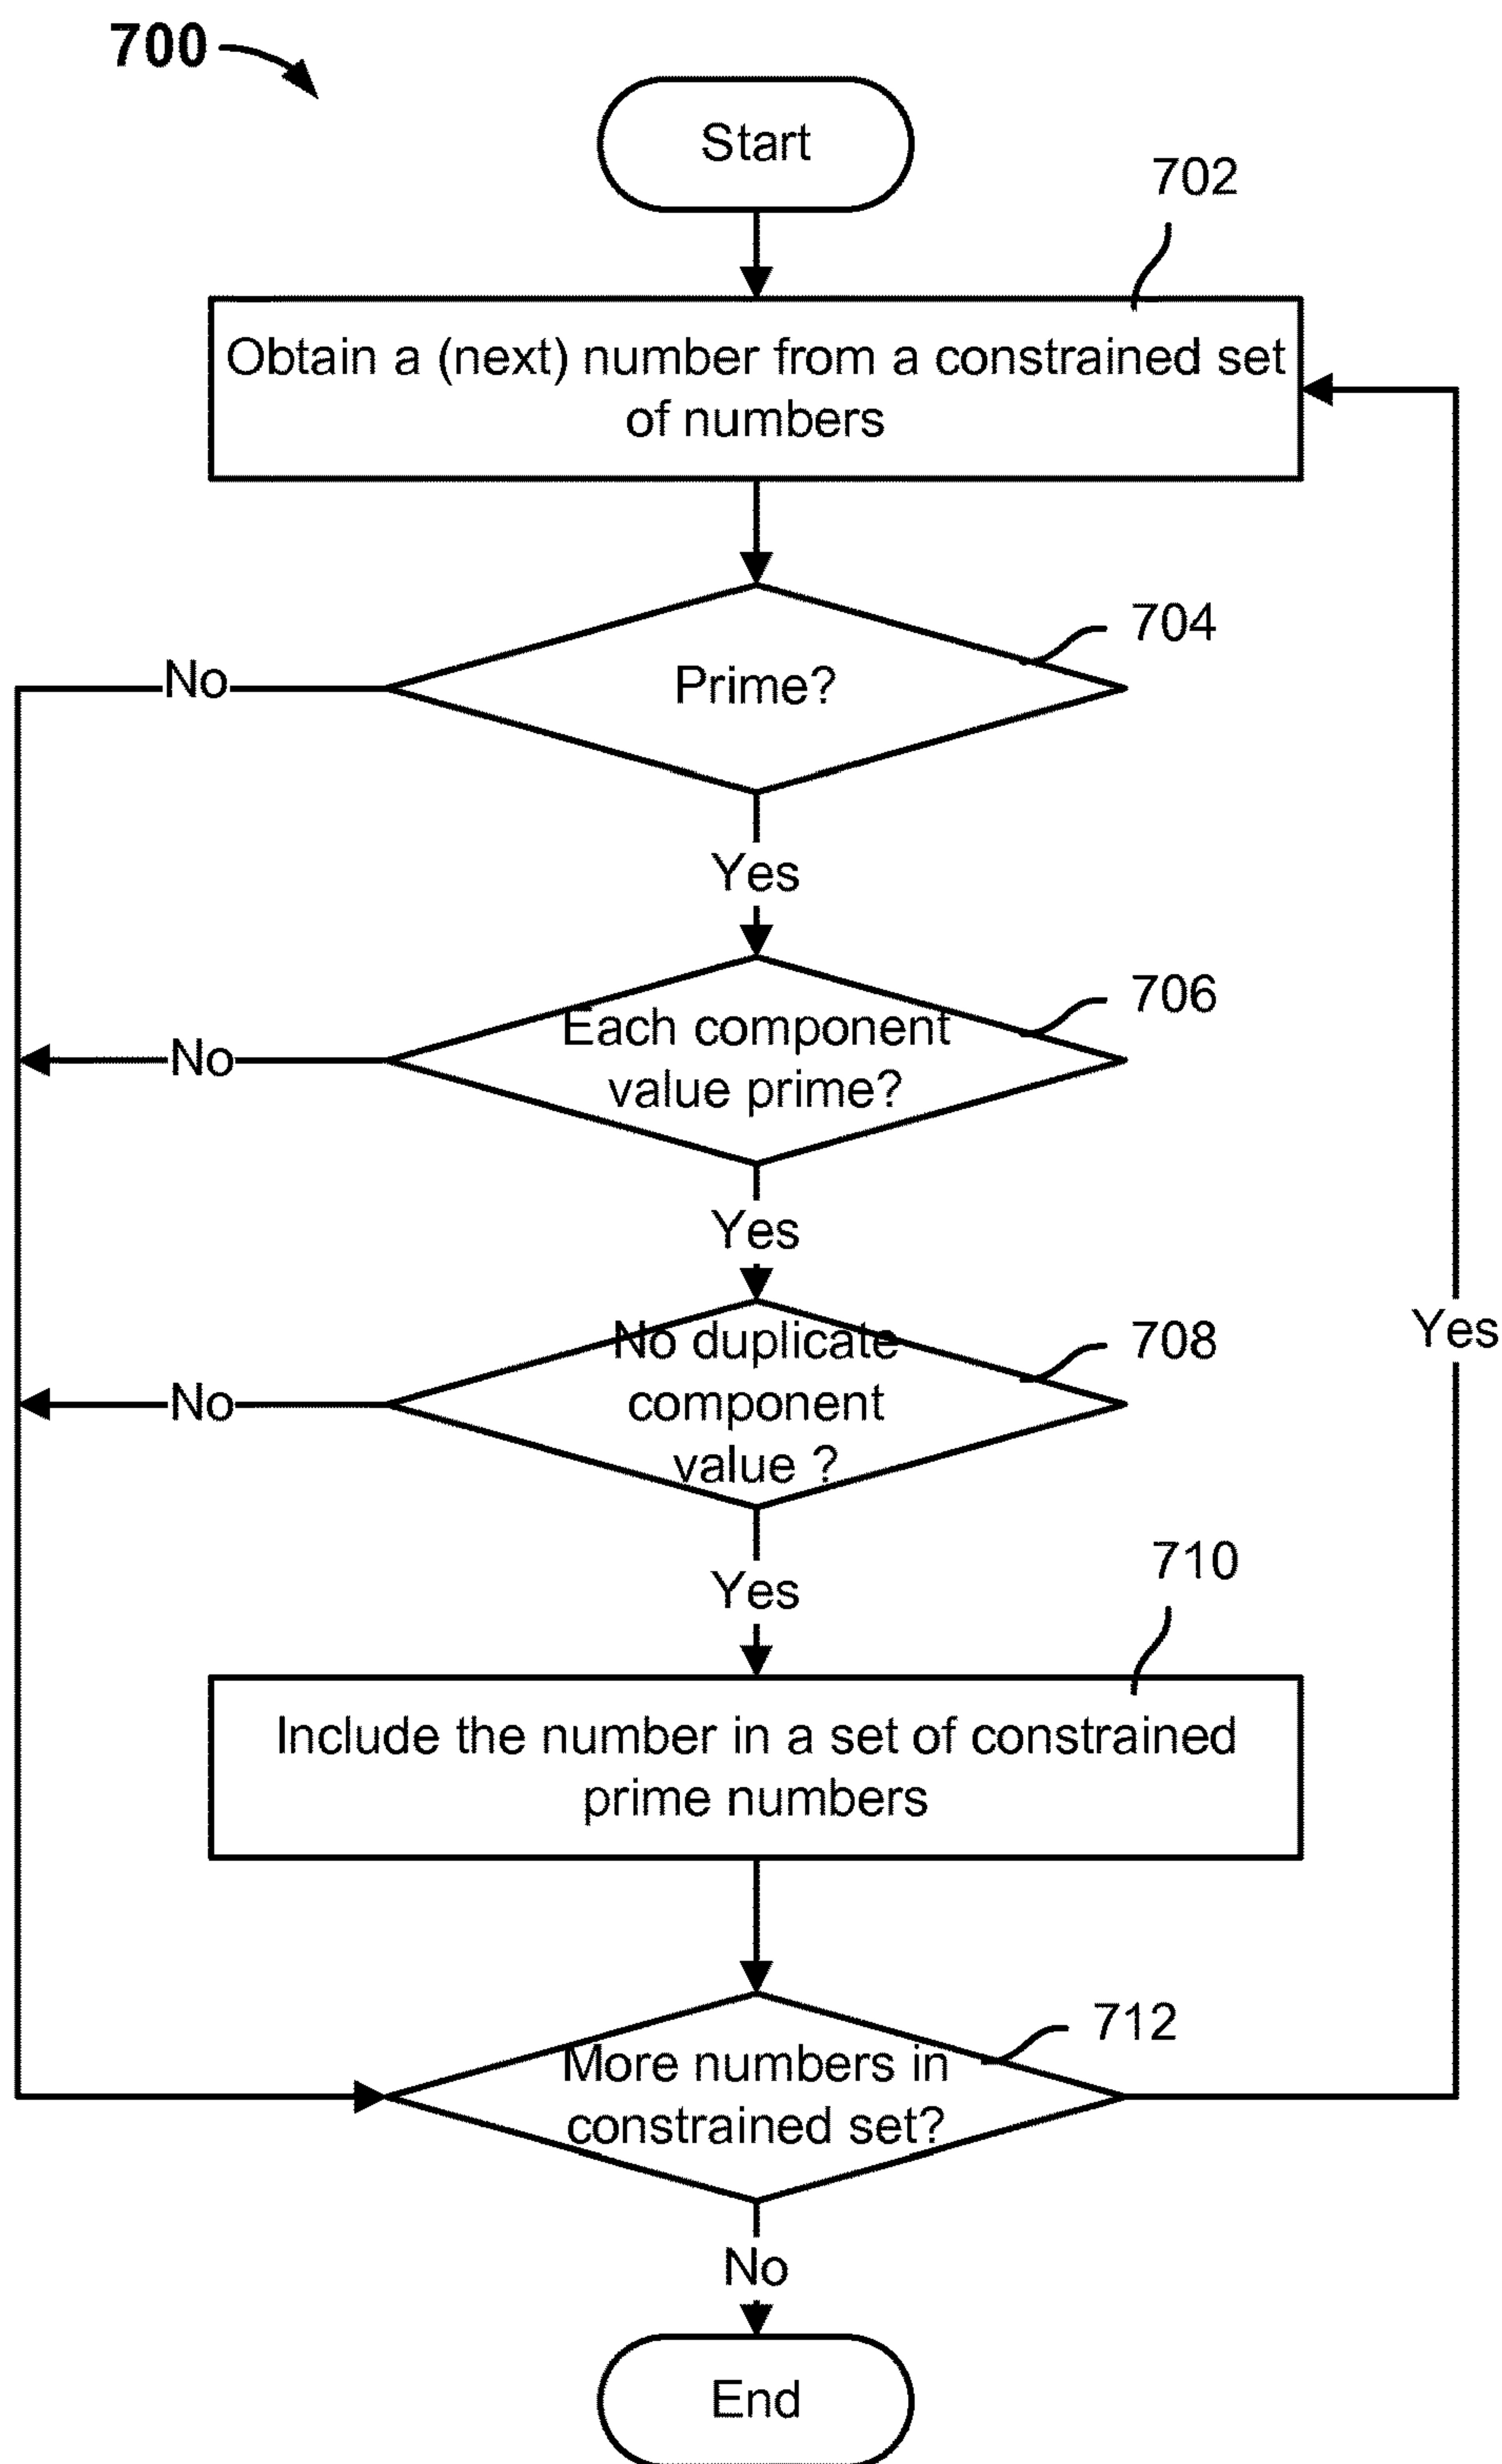 700
Start
702
Obtain a (next) number from a constrained set
of numbers
704
Prime?
No
Yes
706
Each component
value prime?
No
Yes
708
No duplicate
component
value ?
No
Yes
Yes
710
Include the number in a set of constrained
prime numbers
712
More numbers in
constrained set?
No
End